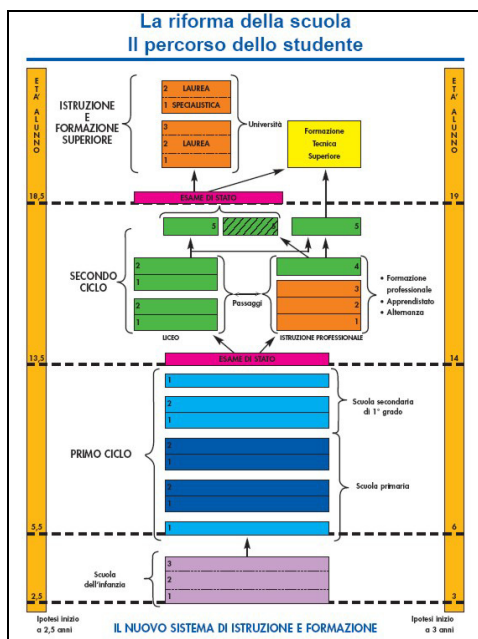 La riforma della scuola
Il percorso dello studente
ETA' ALUNNO
ETA' ALUNNO
ISTRUZIONE
E
FORMAZIONE
SUPERIORE
2 LAUREA
1 SPECIALISTICA
3
2 LAUREA
1
Università
Formazione
Tecnica
Superiore
ESAME DI STATO
18,5
19
5
5
5
SECONDO
CICLO
2
1
2
1
LICEO
Passaggi
4
3
2
1
ISTRUZIONE PROFESSIONALE
• Formazione
professionale
• Apprendistato
• Alternanza
13,5
ESAME DI STATO
14
PRIMO CICLO
1
2
1
2
1
2
1
1
Scuola secondaria
di 1° grado
Scuola primaria
5,5
6
Scuola
dell'infanzia
3
2
1
2,5
3
Ipotesi inizio
a 2,5 anni
IL NUOVO SISTEMA DI ISTRUZIONE E FORMAZIONE
Ipotesi inizio
a 3 anni